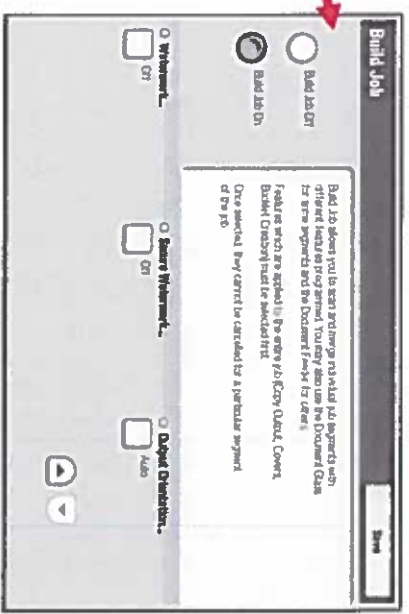 Build Job
Save
Build Job Off
Build Job On
Build Job allows you to scan and merge individual job segments with
different features programmed. You may also use the Document Glass
for some segments and the Document Feeder for others.
Features which are applied to the entire job (Copy Output, Covers,
Booklet Creation) must be selected first.
Once selected, they cannot be cancelled for a particular segment
of the job.
Watermark...
Off
Secure Watermark...
Off
Output Orientation...
Auto